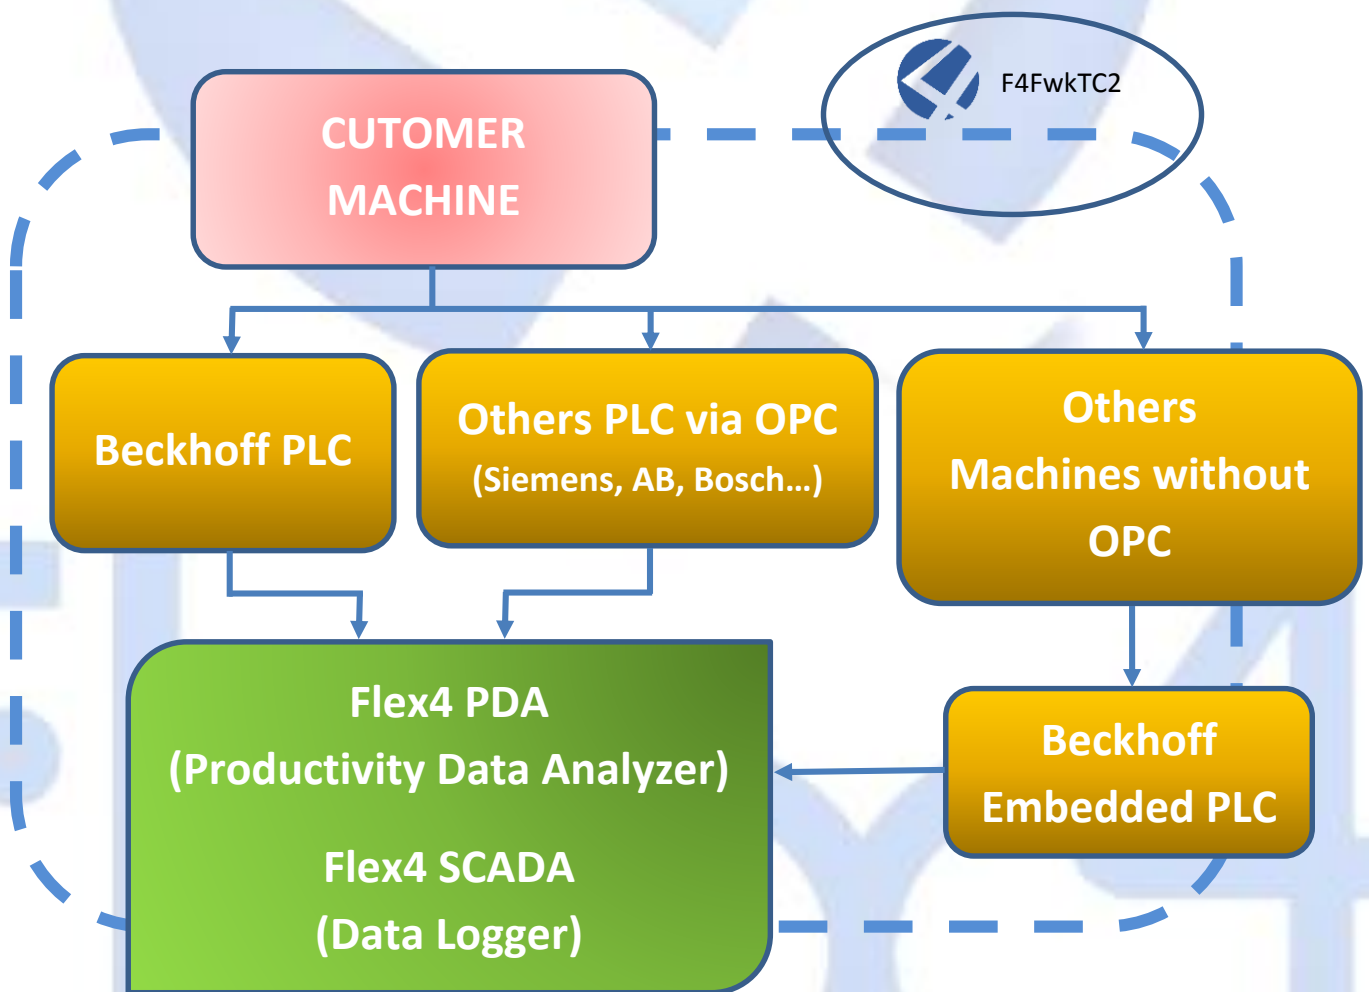 F4FwkTC2
CUTOMER
MACHINE
Beckhoff PLC
Others PLC via OPC
(Siemens, AB, Bosch...)
Others
Machines without
OPC
Flex4 PDA
(Productivity Data Analyzer)
Flex4 SCADA
(Data Logger)
Beckhoff
Embedded PLC